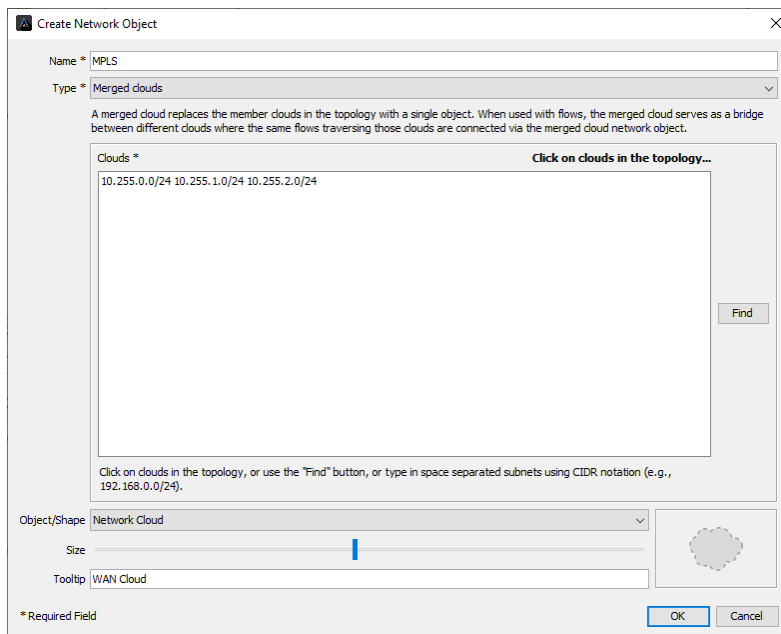 Create Network Object
Name * MPLS
Type * Merged clouds
A merged cloud replaces the member clouds in the topology with a single object. When used with flows, the merged cloud serves as a bridge
between different clouds where the same flows traversing those clouds are connected via the merged cloud network object.
Clouds * Click on clouds in the topology...
10.255.0.0/24 10.255.1.0/24 10.255.2.0/24
Find
Click on clouds in the topology, or use the "Find" button, or type in space separated subnets using CIDR notation (e.g.,
192.168.0.0/24).
Object/Shape Network Cloud
Size
Tooltip WAN Cloud
* Required Field OK Cancel